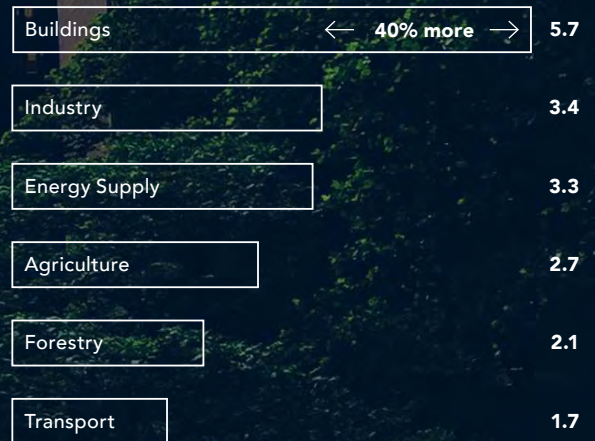 Buildings ← 40% more → 5.7
Industry 3.4
Energy Supply 3.3
Agriculture 2.7
Forestry 2.1
Transport 1.7